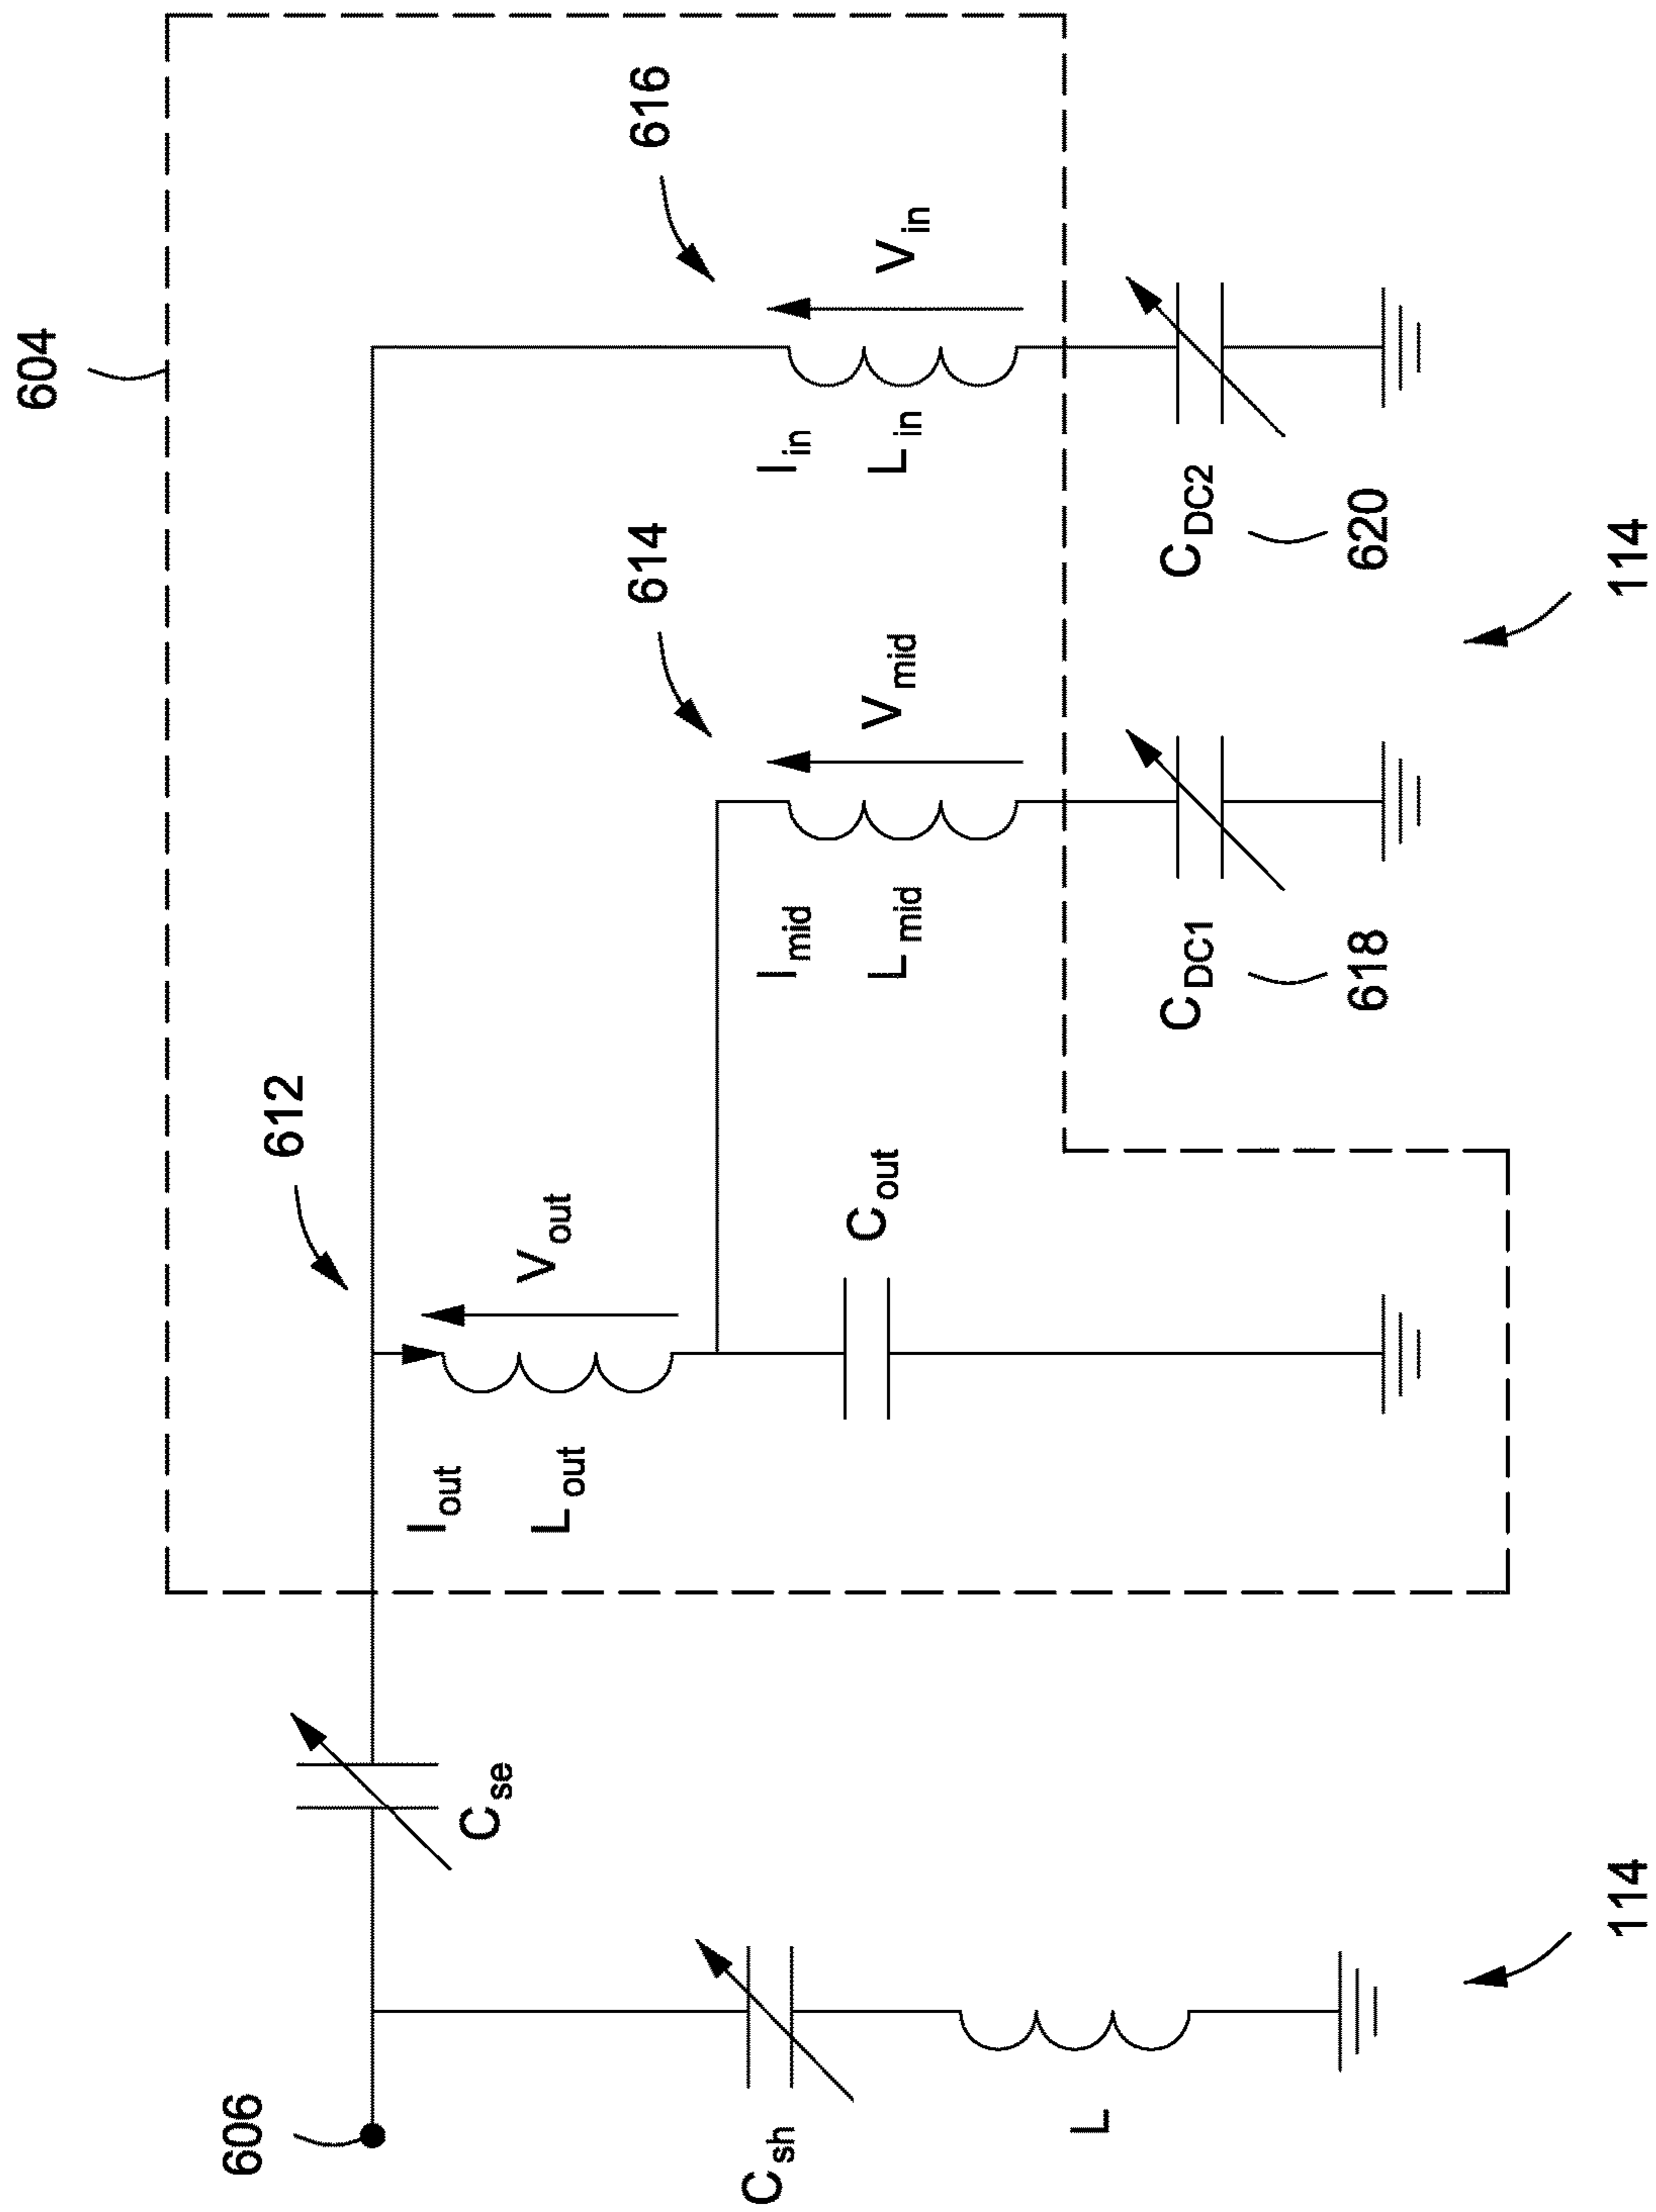 604
616
612
614
606
V_in
I_in
L_in
V_out
I_out
L_out
V_mid
I_mid
L_mid
C_se
C_out
C_sh
L
C_DC1
618
C_DC2
620
114
114